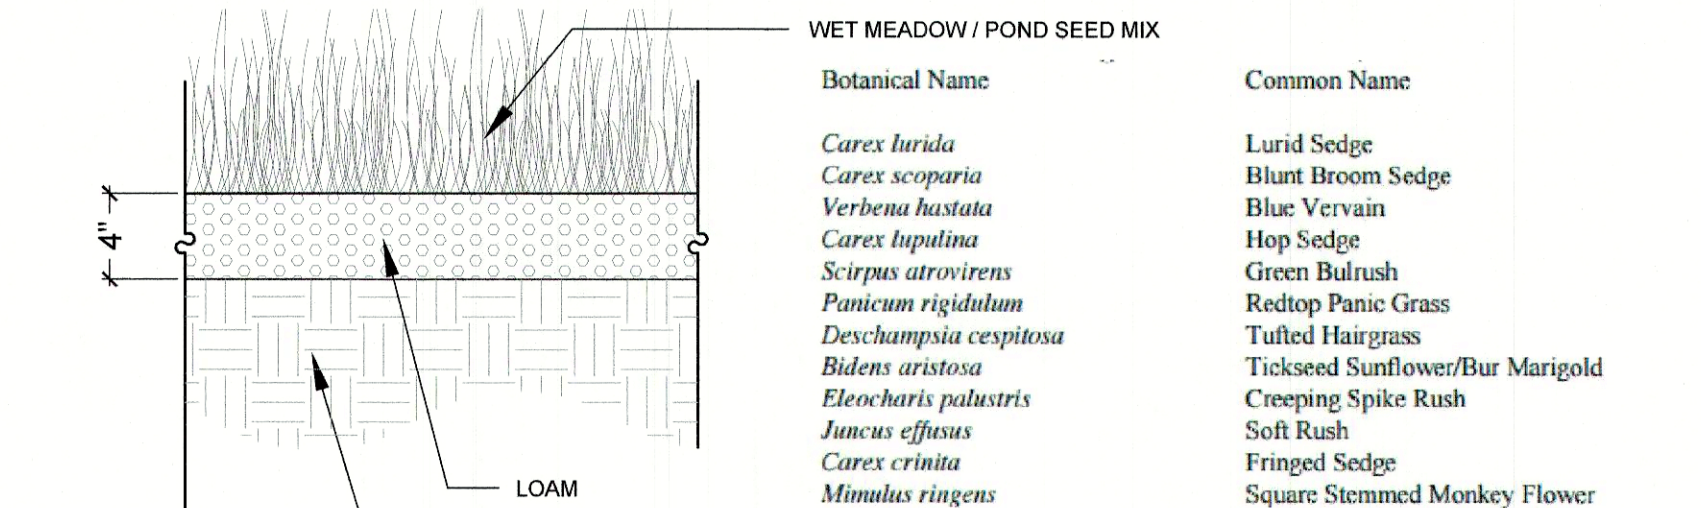 WET MEADOW / POND SEED MIX
Botanical Name Common Name
Carex lurida Lurid Sedge
Carex scoparia Blunt Broom Sedge
Verbena hastata Blue Vervain
Carex lupulina Hop Sedge
Scirpus atrovirens Green Bulrush
Panicum rigidulum Redtop Panic Grass
Deschampsia cespitosa Tufted Hairgrass
Bidens aristosa Tickseed Sunflower/Bur Marigold
Eleocharis palustris Creeping Spike Rush
Juncus effusus Soft Rush
Carex crinita Fringed Sedge
Mimulus ringens Square Stemmed Monkey Flower
4"
LOAM